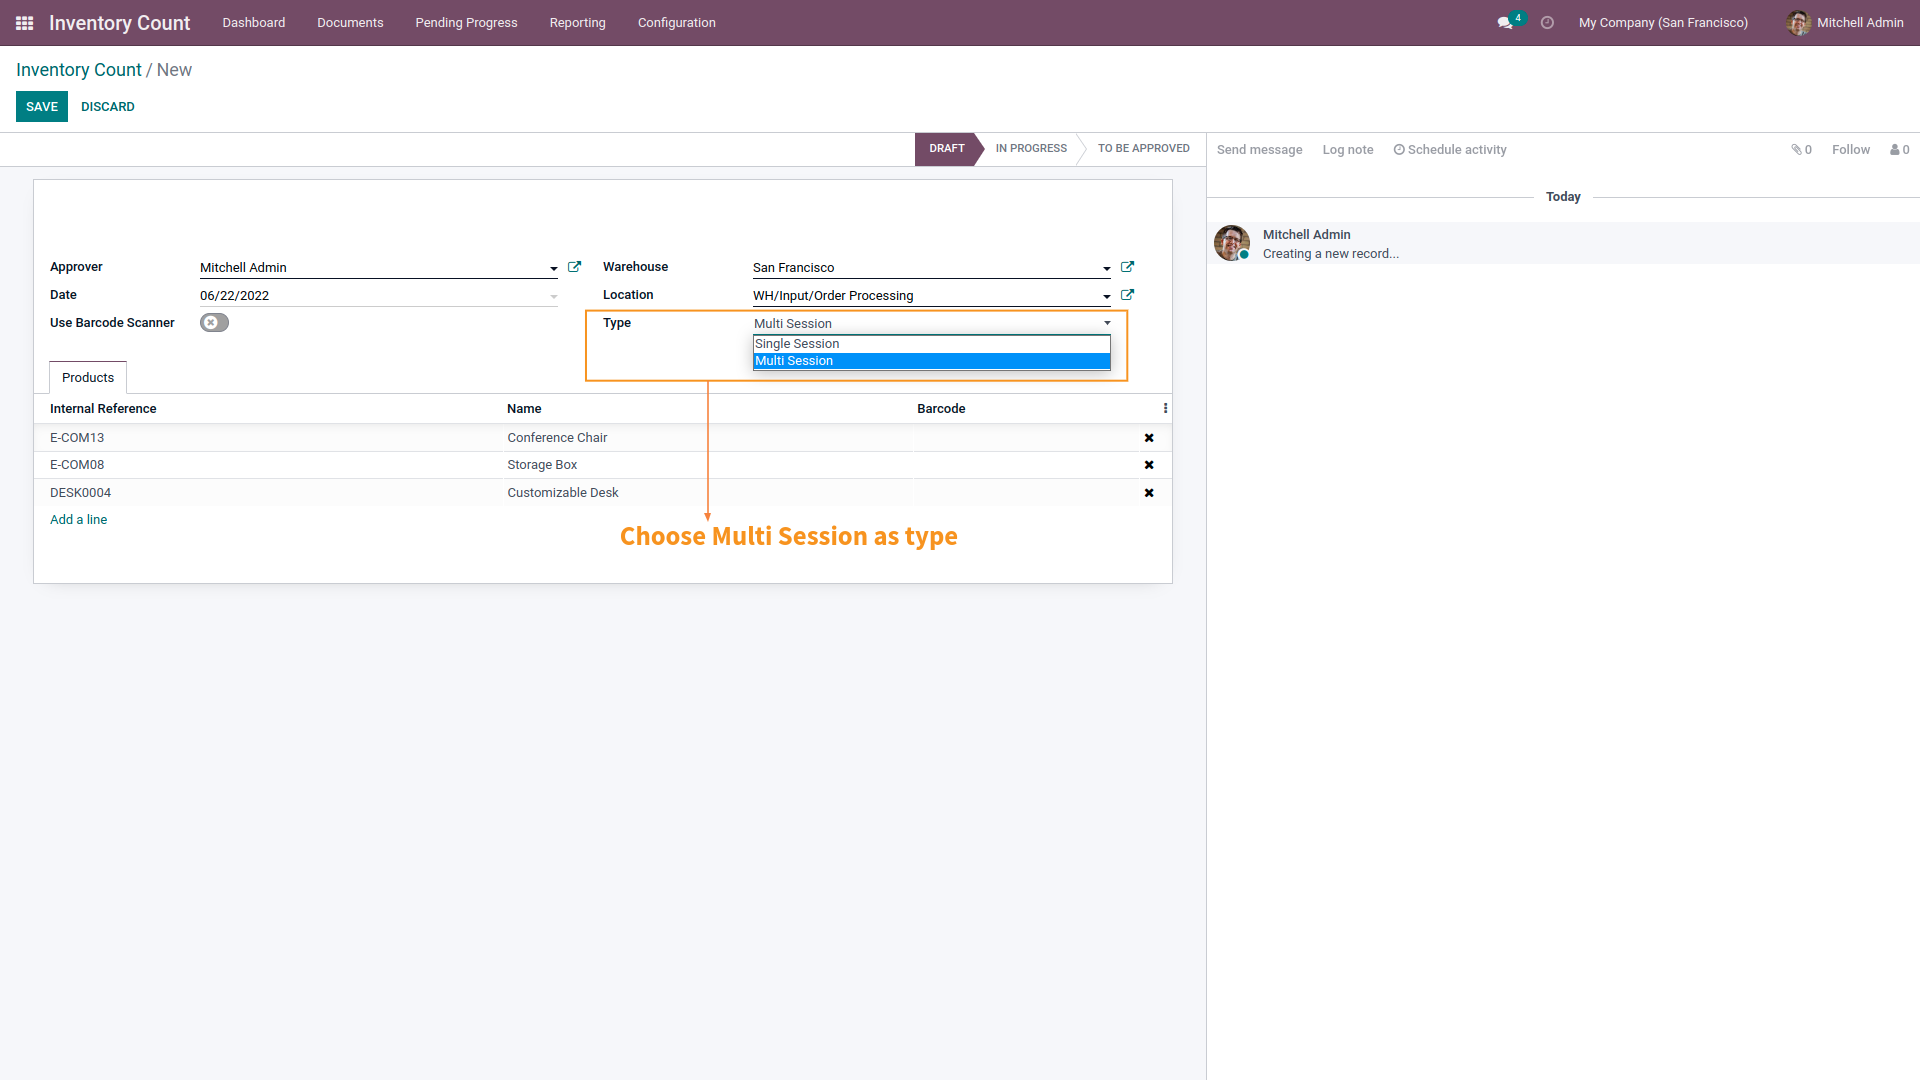 Inventory Count Dashboard Documents Pending Progress Reporting Configuration 4 My Company (San Francisco) Mitchell Admin
Inventory Count / New
SAVE DISCARD
DRAFT IN PROGRESS TO BE APPROVED
Send message Log note Schedule activity 0 Follow 0
Today
Mitchell Admin
Creating a new record...
Approver Mitchell Admin Warehouse San Francisco
Date 06/22/2022 Location WH/Input/Order Processing
Use Barcode Scanner Type Multi Session
Single Session
Multi Session
Products
Internal Reference Name Barcode
E-COM13 Conference Chair
E-COM08 Storage Box
DESK0004 Customizable Desk
Add a line
Choose Multi Session as type